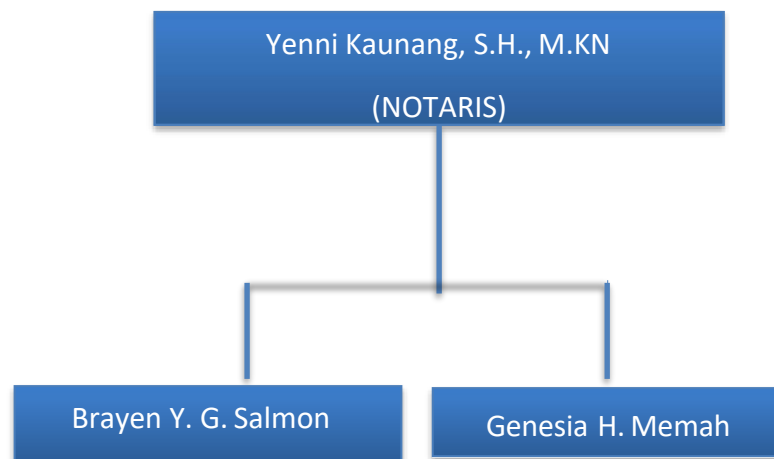 Yenni Kaunang, S.H., M.KN
(NOTARIS)
Brayen Y. G. Salmon
Genesia H. Memah